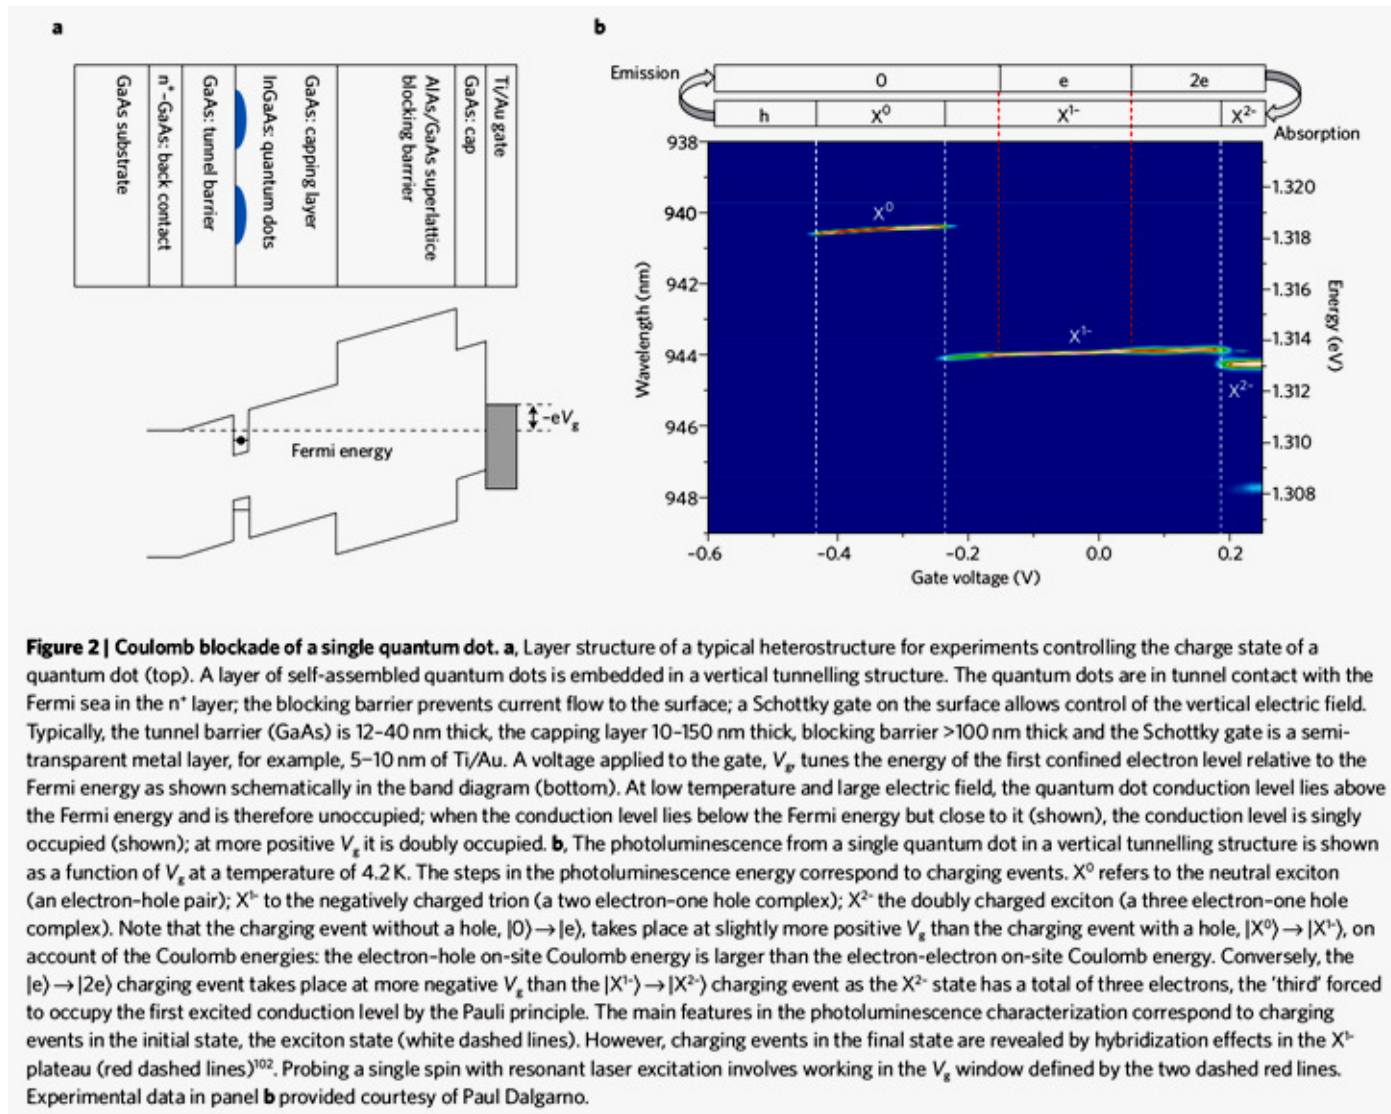 a
GaAs substrate
n⁺–GaAs: back contact
GaAs: tunnel barrier
InGaAs: quantum dots
GaAs: capping layer
AlAs/GaAs superlattice
blocking barrrier
GaAs: cap
Ti/Au gate
–eVg
Fermi energy
b
Emission
0
e
2e
h
X⁰
X¹⁻
X²⁻
Absorption
938
940
942
944
946
948
Wavelength (nm)
X⁰
X¹⁻
X²⁻
1.320
1.318
1.316
1.314
1.312
1.310
1.308
Energy (eV)
−0.6
−0.4
−0.2
0.0
0.2
Gate voltage (V)
Figure 2 | Coulomb blockade of a single quantum dot. a, Layer structure of a typical heterostructure for experiments controlling the charge state of a
quantum dot (top). A layer of self-assembled quantum dots is embedded in a vertical tunnelling structure. The quantum dots are in tunnel contact with the
Fermi sea in the n⁺ layer; the blocking barrier prevents current flow to the surface; a Schottky gate on the surface allows control of the vertical electric field.
Typically, the tunnel barrier (GaAs) is 12–40 nm thick, the capping layer 10–150 nm thick, blocking barrier >100 nm thick and the Schottky gate is a semi-
transparent metal layer, for example, 5–10 nm of Ti/Au. A voltage applied to the gate, Vg, tunes the energy of the first confined electron level relative to the
Fermi energy as shown schematically in the band diagram (bottom). At low temperature and large electric field, the quantum dot conduction level lies above
the Fermi energy and is therefore unoccupied; when the conduction level lies below the Fermi energy but close to it (shown), the conduction level is singly
occupied (shown); at more positive Vg it is doubly occupied. b, The photoluminescence from a single quantum dot in a vertical tunnelling structure is shown
as a function of Vg at a temperature of 4.2 K. The steps in the photoluminescence energy correspond to charging events. X⁰ refers to the neutral exciton
(an electron–hole pair); X¹⁻ to the negatively charged trion (a two electron–one hole complex); X²⁻ the doubly charged exciton (a three electron–one hole
complex). Note that the charging event without a hole, |0⟩→|e⟩, takes place at slightly more positive Vg than the charging event with a hole, |X⁰⟩→|X¹⁻⟩, on
account of the Coulomb energies: the electron–hole on-site Coulomb energy is larger than the electron-electron on-site Coulomb energy. Conversely, the
|e⟩→|2e⟩ charging event takes place at more negative Vg than the |X¹⁻⟩→|X²⁻⟩ charging event as the X²⁻ state has a total of three electrons, the 'third' forced
to occupy the first excited conduction level by the Pauli principle. The main features in the photoluminescence characterization correspond to charging
events in the initial state, the exciton state (white dashed lines). However, charging events in the final state are revealed by hybridization effects in the X¹⁻
plateau (red dashed lines)¹⁰². Probing a single spin with resonant laser excitation involves working in the Vg window defined by the two dashed red lines.
Experimental data in panel b provided courtesy of Paul Dalgarno.